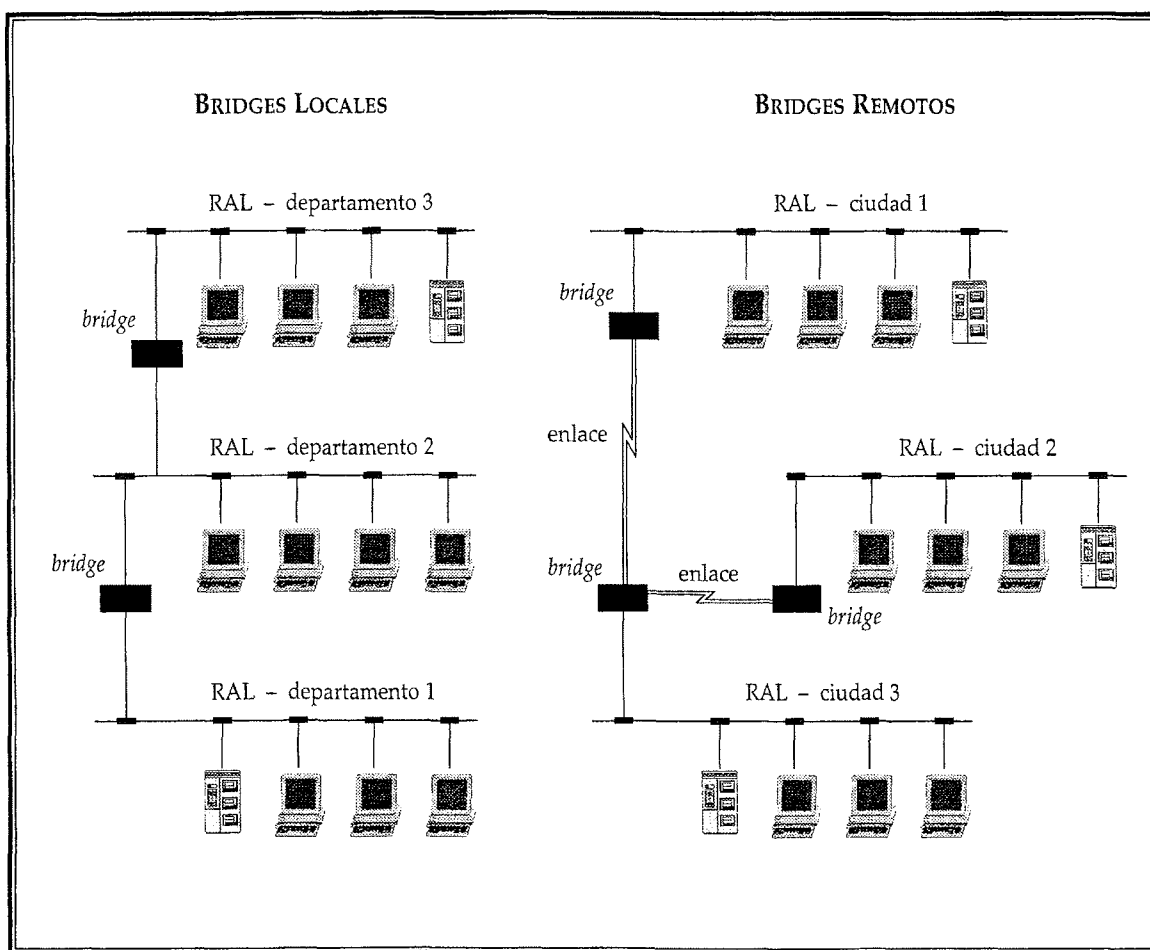 BRIDGES LOCALES
RAL – departamento 3
bridge
RAL – departamento 2
bridge
RAL – departamento 1
BRIDGES REMOTOS
RAL – ciudad 1
bridge
enlace
RAL – ciudad 2
bridge
enlace
bridge
RAL – ciudad 3